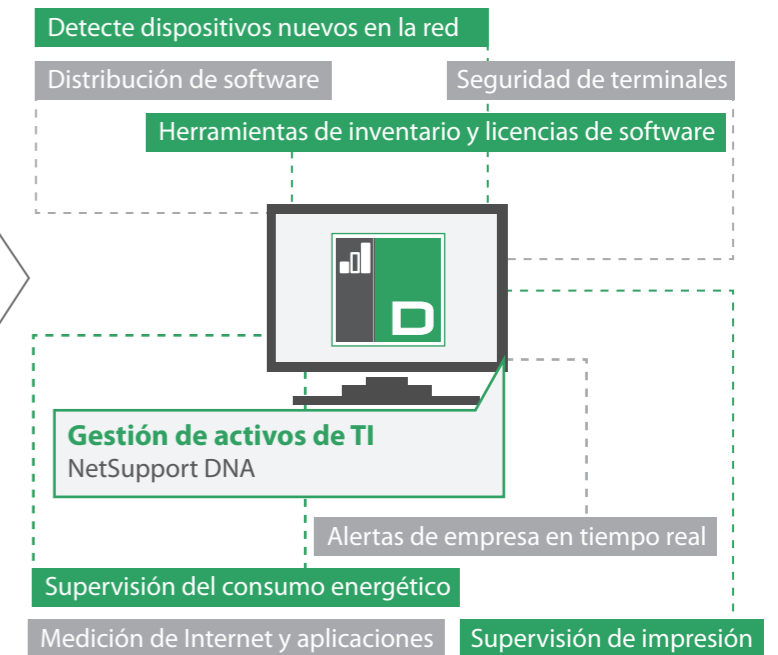 Detecte dispositivos nuevos en la red
Distribución de software
Seguridad de terminales
Herramientas de inventario y licencias de software
D
Gestión de activos de TI
NetSupport DNA
Alertas de empresa en tiempo real
Supervisión del consumo energético
Medición de Internet y aplicaciones
Supervisión de impresión